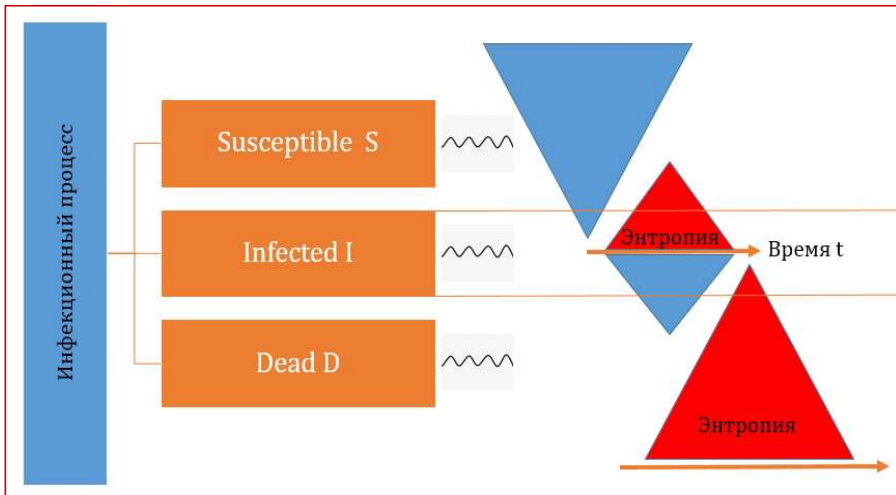 Инфекционный процесс
Susceptible S
Infected I
Dead D
Энтропия
Время t
Энтропия